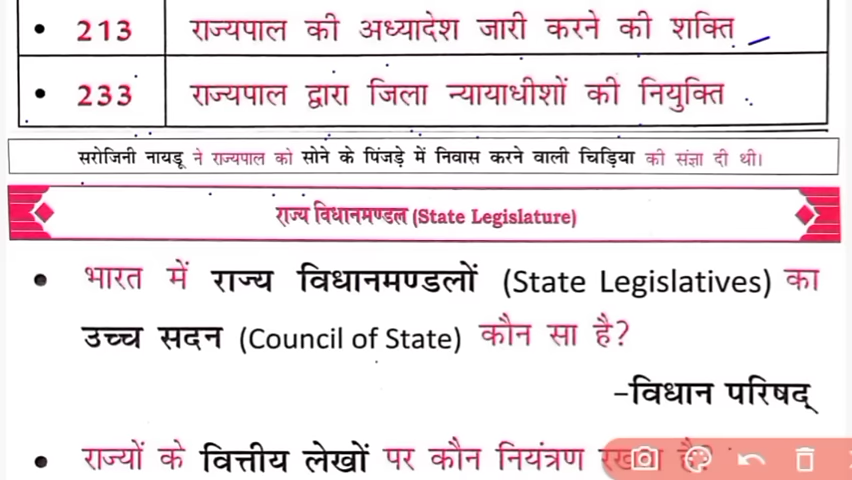 • 213 राज्यपाल की अध्यादेश जारी करने की शक्ति
• 233 राज्यपाल द्वारा जिला न्यायाधीशों की नियुक्ति
सरोजिनी नायडू ने राज्यपाल को सोने के पिंजड़े में निवास करने वाली चिड़िया की संज्ञा दी थी।
राज्य विधानमण्डल (State Legislature)
• भारत में राज्य विधानमण्डलों (State Legislatives) का
उच्च सदन (Council of State) कौन सा है?
-विधान परिषद्
• राज्यों के वित्तीय लेखों पर कौन नियंत्रण